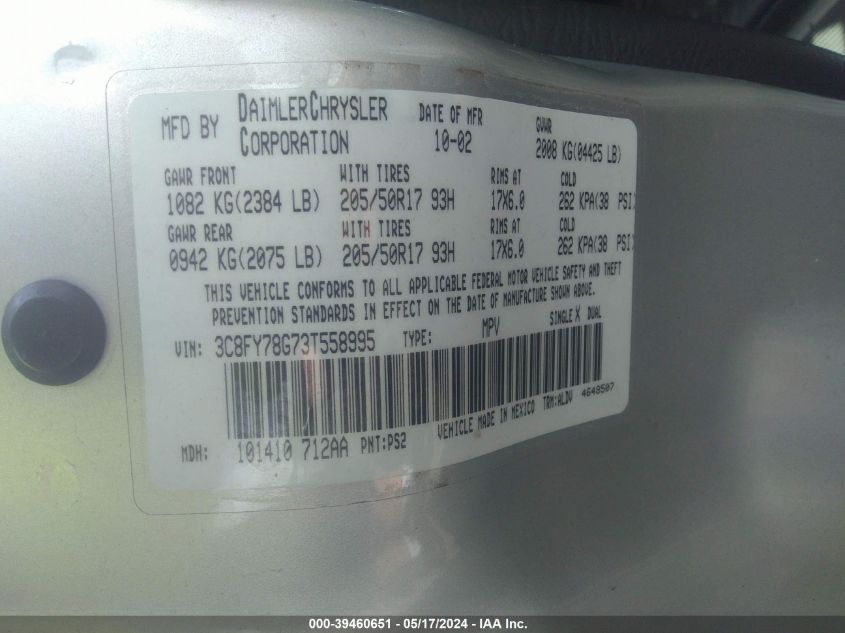 MFD BY DAIMLERCHRYSLER CORPORATION DATE OF MFR 10-02 GVWR 2008 KG(04425 LB)
GAWR FRONT WITH TIRES RIMS AT COLD
1082 KG(2384 LB) 205/50R17 93H 17X6.0 262 KPA(38 PSI)
GAWR REAR WITH TIRES RIMS AT COLD
0942 KG(2075 LB) 205/50R17 93H 17X6.0 262 KPA(38 PSI)
THIS VEHICLE CONFORMS TO ALL APPLICABLE FEDERAL MOTOR VEHICLE SAFETY AND THEFT
PREVENTION STANDARDS IN EFFECT ON THE DATE OF MANUFACTURE SHOWN ABOVE.
VIN: 3C8FY78G73T558995 TYPE: MPV SINGLE X DUAL
MDH: 101410 712AA PNT:PS2 VEHICLE MADE IN MEXICO TRM:ALDV 4648507
000-39460651 - 05/17/2024 - IAA Inc.